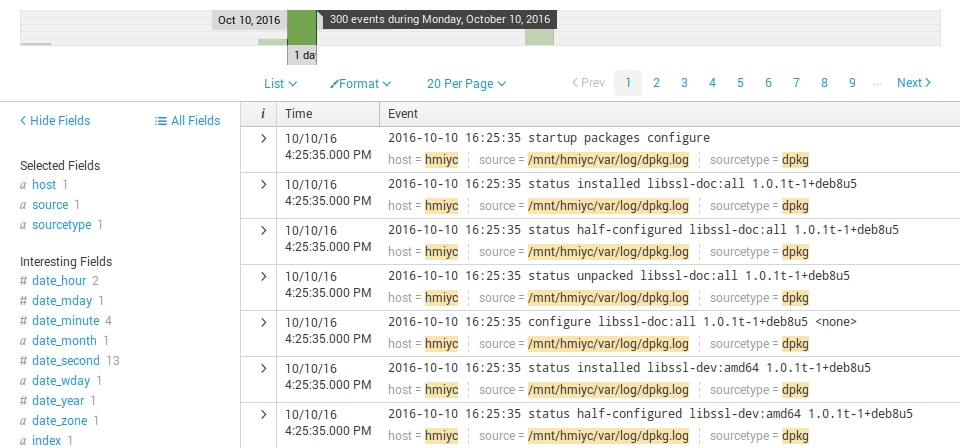 Oct 10, 2016
300 events during Monday, October 10, 2016
1 da
List
Format
20 Per Page
Prev 1 2 3 4 5 6 7 8 9 ... Next
Hide Fields
All Fields
Selected Fields
a host 1
a source 1
a sourcetype 1
Interesting Fields
# date_hour 2
# date_mday 1
# date_minute 4
a date_month 1
# date_second 13
a date_wday 1
# date_year 1
a date_zone 1
a index 1
i Time Event
10/10/16
4:25:35.000 PM
2016-10-10 16:25:35 startup packages configure
host = hmiyc source = /mnt/hmiyc/var/log/dpkg.log sourcetype = dpkg
10/10/16
4:25:35.000 PM
2016-10-10 16:25:35 status installed libssl-doc:all 1.0.1t-1+deb8u5
host = hmiyc source = /mnt/hmiyc/var/log/dpkg.log sourcetype = dpkg
10/10/16
4:25:35.000 PM
2016-10-10 16:25:35 status half-configured libssl-doc:all 1.0.1t-1+deb8u5
host = hmiyc source = /mnt/hmiyc/var/log/dpkg.log sourcetype = dpkg
10/10/16
4:25:35.000 PM
2016-10-10 16:25:35 status unpacked libssl-doc:all 1.0.1t-1+deb8u5
host = hmiyc source = /mnt/hmiyc/var/log/dpkg.log sourcetype = dpkg
10/10/16
4:25:35.000 PM
2016-10-10 16:25:35 configure libssl-doc:all 1.0.1t-1+deb8u5 <none>
host = hmiyc source = /mnt/hmiyc/var/log/dpkg.log sourcetype = dpkg
10/10/16
4:25:35.000 PM
2016-10-10 16:25:35 status installed libssl-dev:amd64 1.0.1t-1+deb8u5
host = hmiyc source = /mnt/hmiyc/var/log/dpkg.log sourcetype = dpkg
10/10/16
4:25:35.000 PM
2016-10-10 16:25:35 status half-configured libssl-dev:amd64 1.0.1t-1+deb8u5
host = hmiyc source = /mnt/hmiyc/var/log/dpkg.log sourcetype = dpkg